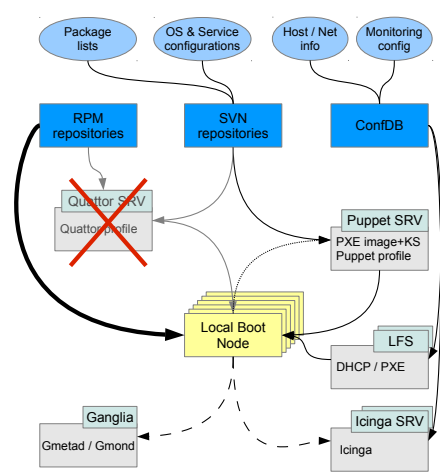 Package
lists
OS & Service
configurations
Host / Net
info
Monitoring
config
RPM
repositories
SVN
repositories
ConfDB
Quattor SRV
Quattor profile
Puppet SRV
PXE image+KS
Puppet profile
Local Boot
Node
LFS
DHCP / PXE
Ganglia
Gmetad / Gmond
Icinga SRV
Icinga